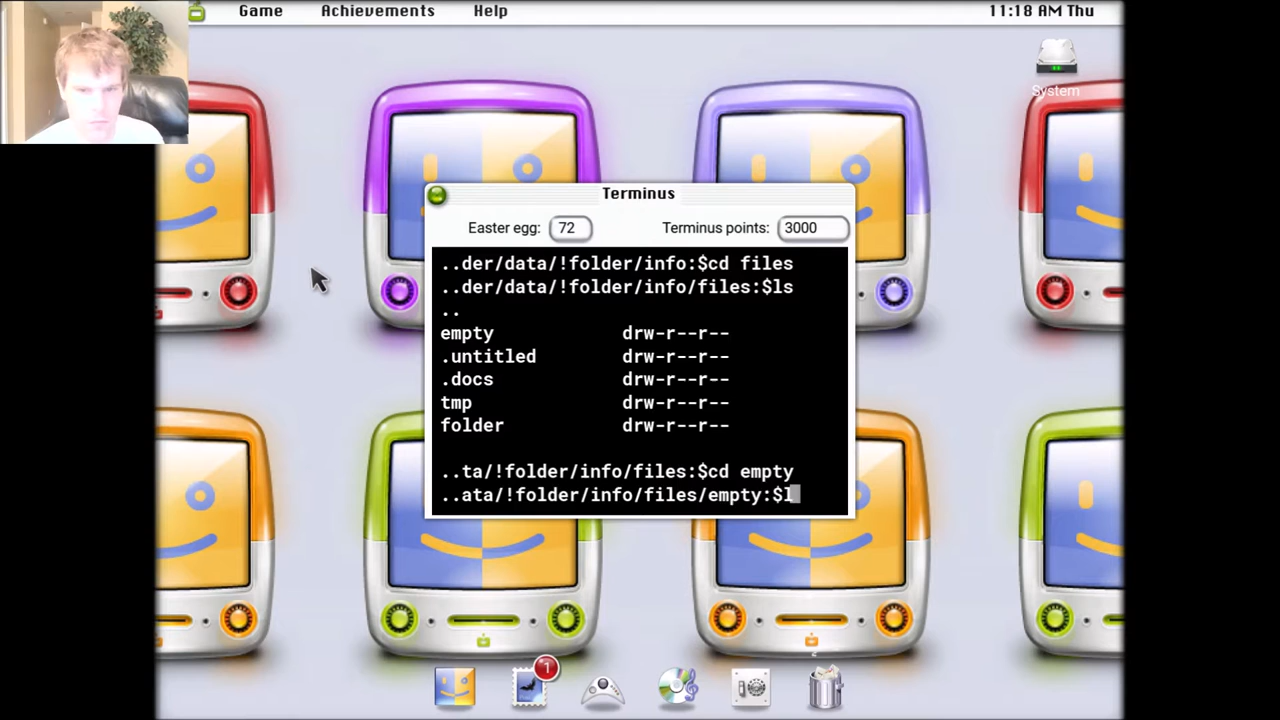 Game Achievements Help 11:18 AM Thu
System
Terminus
Easter egg: 72 Terminus points: 3000
..der/data/!folder/info:$cd files
..der/data/!folder/info/files:$ls
..
empty drw-r--r--
.untitled drw-r--r--
.docs drw-r--r--
tmp drw-r--r--
folder drw-r--r--
..ta/!folder/info/files:$cd empty
..ata/!folder/info/files/empty:$l
1